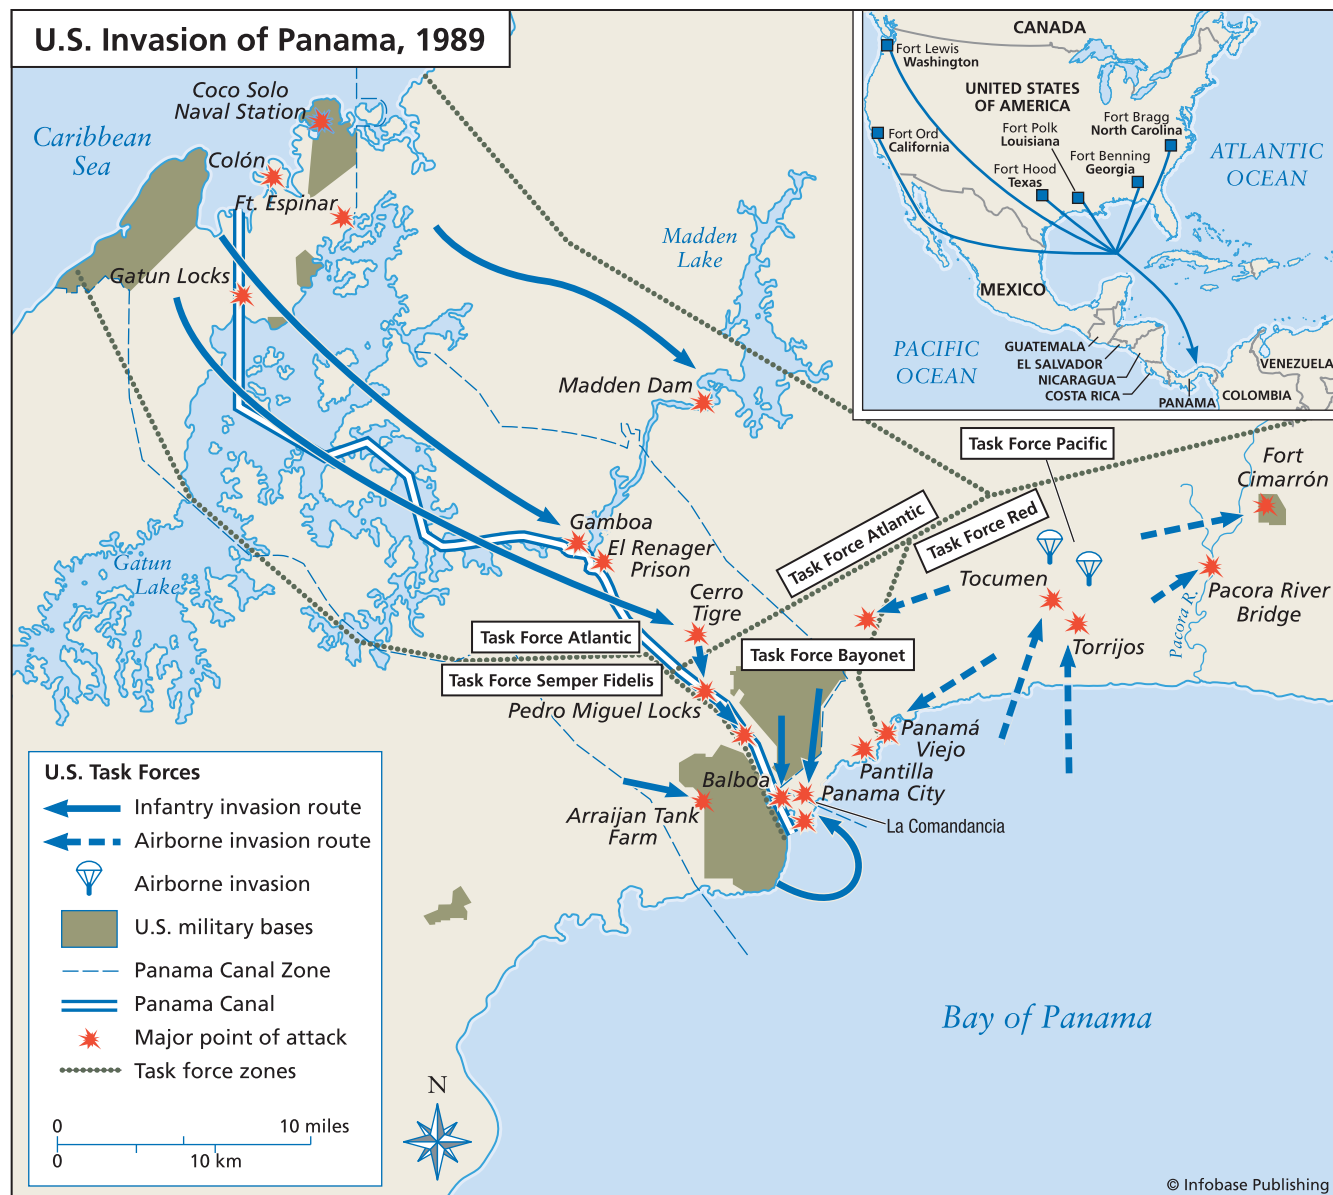 U.S. Invasion of Panama, 1989
Coco Solo
Naval Station
Caribbean
Sea
Colón
Ft. Espinar
Gatun Locks
Madden
Lake
Madden Dam
Gamboa
El Renager
Prison
Cerro
Tigre
Gatun
Lake
Task Force Atlantic
Task Force Semper Fidelis
Pedro Miguel Locks
Task Force Atlantic
Task Force Red
Task Force Pacific
Task Force Bayonet
Fort
Cimarrón
Tocumen
Torrijos
Pacora R.
Pacora River
Bridge
Panamá
Viejo
Pantilla
Panama City
La Comandancia
Balboa
Arraijan Tank
Farm
Bay of Panama
CANADA
Fort Lewis
Washington
UNITED STATES
OF AMERICA
Fort Ord
California
Fort Polk
Louisiana
Fort Bragg
North Carolina
Fort Hood
Texas
Fort Benning
Georgia
ATLANTIC
OCEAN
MEXICO
PACIFIC
OCEAN
GUATEMALA
EL SALVADOR
NICARAGUA
COSTA RICA
PANAMA
COLOMBIA
VENEZUELA
U.S. Task Forces
Infantry invasion route
Airborne invasion route
Airborne invasion
U.S. military bases
Panama Canal Zone
Panama Canal
Major point of attack
Task force zones
0 10 miles
0 10 km
N
© Infobase Publishing